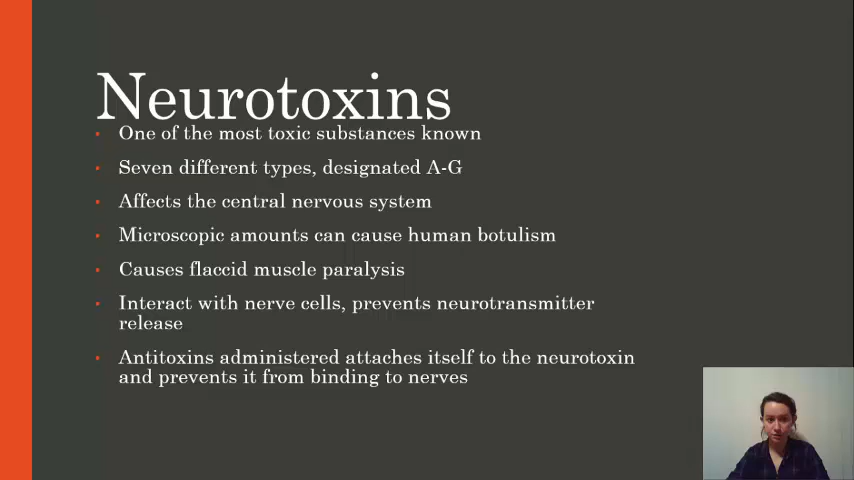 Neurotoxins
One of the most toxic substances known
Seven different types, designated A-G
Affects the central nervous system
Microscopic amounts can cause human botulism
Causes flaccid muscle paralysis
Interact with nerve cells, prevents neurotransmitter
release
Antitoxins administered attaches itself to the neurotoxin
and prevents it from binding to nerves